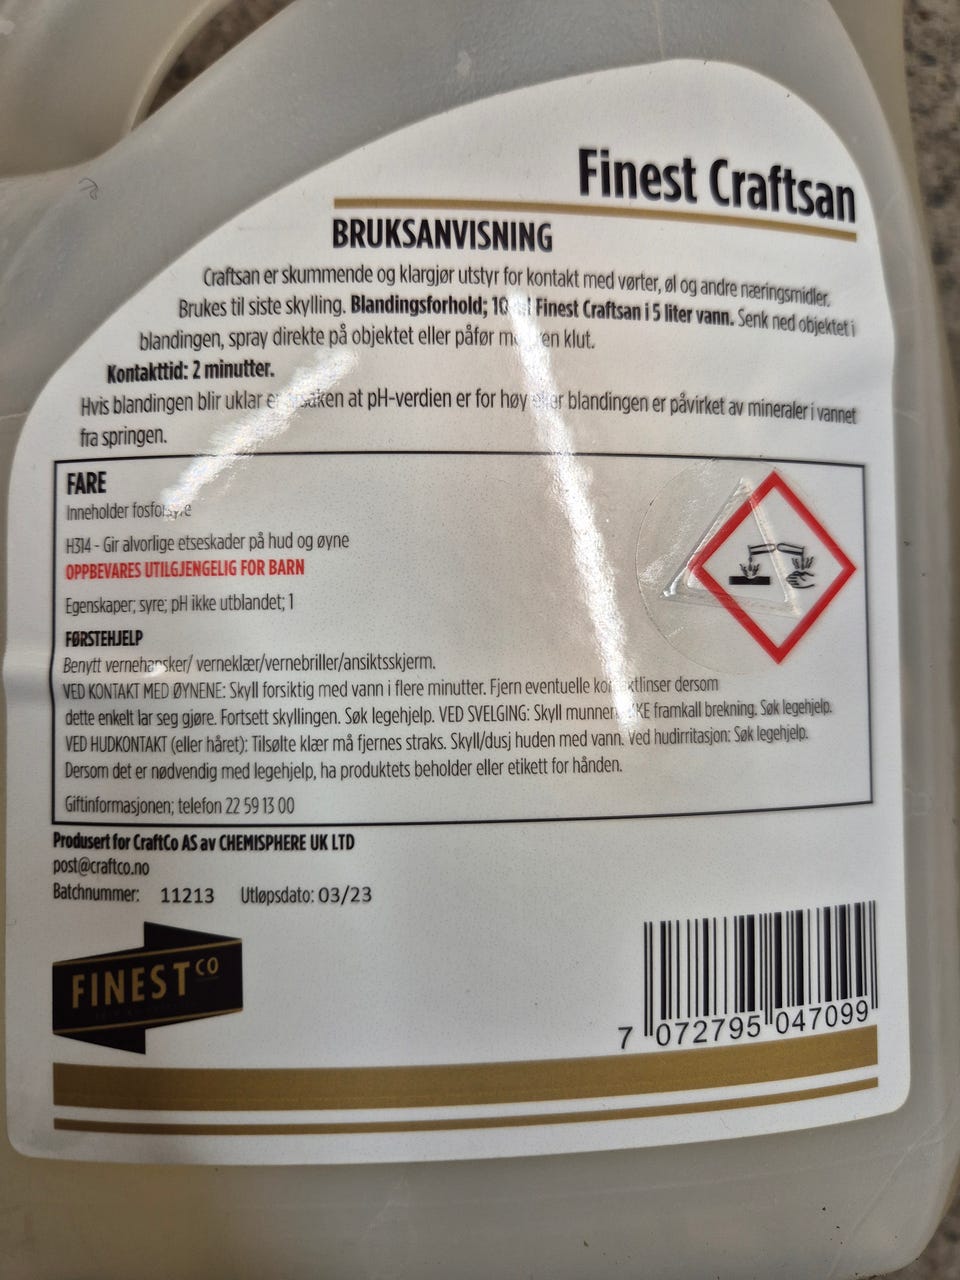 Finest Craftsan
BRUKSANVISNING
Craftsan er skummende og klargjør utstyr for kontakt med vørter, øl og andre næringsmidler.
Brukes til siste skylling. Blandingsforhold; Finest Craftsan i 5 liter vann. Senk ned objektet i
blandingen, spray direkte på objektet eller påfør en klut.
Kontakttid: 2 minutter.
Hvis blandingen blir uklar at pH-verdien er for høy eller blandingen er påvirket av mineraler i vannet
fra springen.
FARE
Inneholder fosforsyre
H314 - Gir alvorlige etseskader på hud og øyne
OPPBEVARES UTILGJENGELIG FOR BARN
Egenskaper; syre; pH ikke utblandet; 1
FØRSTEHJELP
Benytt vernehansker/ verneklær/vernebriller/ansiktsskjerm.
VED KONTAKT MED ØYNENE: Skyll forsiktig med vann i flere minutter. Fjern eventuelle kontaktlinser dersom
dette enkelt lar seg gjøre. Fortsett skyllingen. Søk legehjelp. VED SVELGING: Skyll munnen. IKKE framkall brekning. Søk legehjelp.
VED HUDKONTAKT (eller håret): Tilsølte klær må fjernes straks. Skyll/dusj huden med vann. Ved hudirritasjon: Søk legehjelp.
Dersom det er nødvendig med legehjelp, ha produktets beholder eller etikett for hånden.
Giftinformasjonen; telefon 22 59 13 00
Produsert for CraftCo AS av CHEMISPHERE UK LTD
post@craftco.no
Batchnummer: 11213 Utløpsdato: 03/23
FINEST CO
7 072795 047099